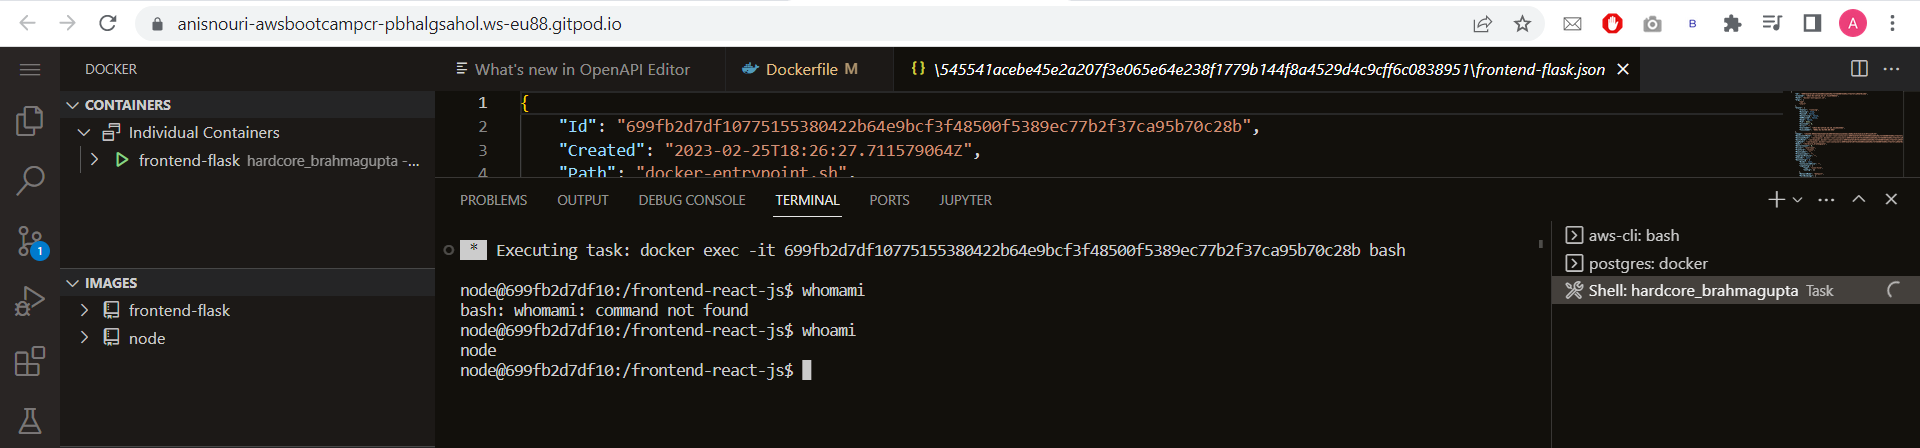 anisnouri-awsbootcampcr-pbhalgsahol.ws-eu88.gitpod.io
B
A
DOCKER
CONTAINERS
Individual Containers
frontend-flask hardcore_brahmagupta -...
1
IMAGES
frontend-flask
node
What's new in OpenAPI Editor
Dockerfile M
{} \545541acebe45e2a207f3e065e64e238f1779b144f8a4529d4c9cff6c0838951\frontend-flask.json
1 {
2 "Id": "699fb2d7df10775155380422b64e9bcf3f48500f5389ec77b2f37ca95b70c28b",
3 "Created": "2023-02-25T18:26:27.711579064Z",
4 "Path": "docker-entrypoint.sh",
PROBLEMS OUTPUT DEBUG CONSOLE TERMINAL PORTS JUPYTER
* Executing task: docker exec -it 699fb2d7df10775155380422b64e9bcf3f48500f5389ec77b2f37ca95b70c28b bash
node@699fb2d7df10:/frontend-react-js$ whomami
bash: whomami: command not found
node@699fb2d7df10:/frontend-react-js$ whoami
node
node@699fb2d7df10:/frontend-react-js$
aws-cli: bash
postgres: docker
Shell: hardcore_brahmagupta Task